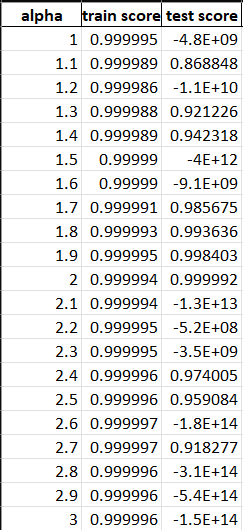 alpha train score test score
1 0.999995 -4.8E+09
1.1 0.999989 0.868848
1.2 0.999986 -1.1E+10
1.3 0.999988 0.921226
1.4 0.999989 0.942318
1.5 0.99999 -4E+12
1.6 0.99999 -9.1E+09
1.7 0.999991 0.985675
1.8 0.999993 0.993636
1.9 0.999995 0.998403
2 0.999994 0.999992
2.1 0.999994 -1.3E+13
2.2 0.999995 -5.2E+08
2.3 0.999995 -3.5E+09
2.4 0.999996 0.974005
2.5 0.999996 0.959084
2.6 0.999997 -1.8E+14
2.7 0.999997 0.918277
2.8 0.999996 -3.1E+14
2.9 0.999996 -5.4E+14
3 0.999996 -1.5E+14